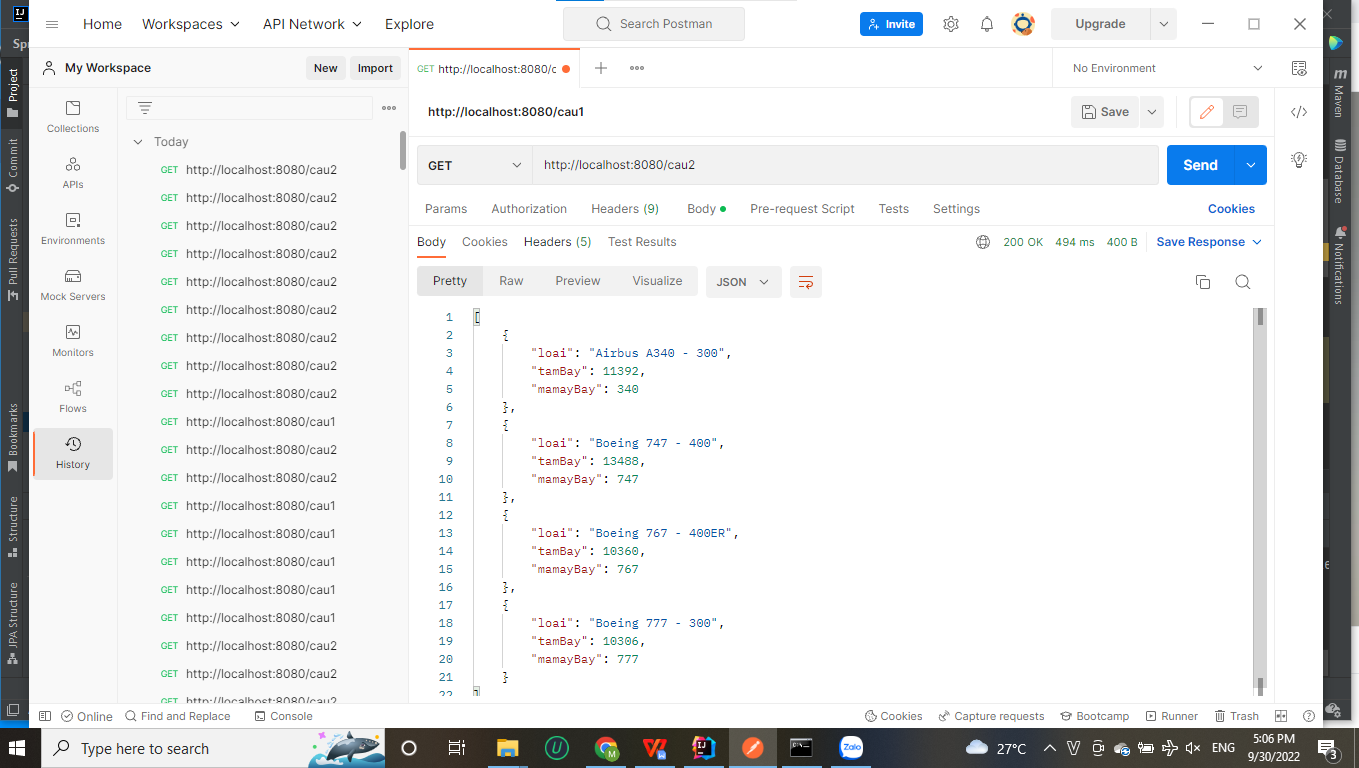 Home Workspaces API Network Explore Search Postman Invite Upgrade
My Workspace New Import GET http://localhost:8080/c No Environment
http://localhost:8080/cau1 Save
Collections
APIs
Environments
Mock Servers
Monitors
Flows
History
Today
GET http://localhost:8080/cau2
GET http://localhost:8080/cau2
GET http://localhost:8080/cau2
GET http://localhost:8080/cau2
GET http://localhost:8080/cau2
GET http://localhost:8080/cau2
GET http://localhost:8080/cau2
GET http://localhost:8080/cau2
GET http://localhost:8080/cau2
GET http://localhost:8080/cau1
GET http://localhost:8080/cau2
GET http://localhost:8080/cau2
GET http://localhost:8080/cau1
GET http://localhost:8080/cau1
GET http://localhost:8080/cau1
GET http://localhost:8080/cau1
GET http://localhost:8080/cau1
GET http://localhost:8080/cau2
GET http://localhost:8080/cau2
GET http://localhost:8080/cau2
GET http://localhost:8080/cau2 Send
Params Authorization Headers (9) Body Pre-request Script Tests Settings Cookies
Body Cookies Headers (5) Test Results 200 OK 494 ms 400 B Save Response
Pretty Raw Preview Visualize JSON
1 [
2 {
3 "loai": "Airbus A340 - 300",
4 "tamBay": 11392,
5 "mamayBay": 340
6 },
7 {
8 "loai": "Boeing 747 - 400",
9 "tamBay": 13488,
10 "mamayBay": 747
11 },
12 {
13 "loai": "Boeing 767 - 400ER",
14 "tamBay": 10360,
15 "mamayBay": 767
16 },
17 {
18 "loai": "Boeing 777 - 300",
19 "tamBay": 10306,
20 "mamayBay": 777
21 }
22 ]
Online Find and Replace Console Cookies Capture requests Bootcamp Runner Trash
Project
Commit
Pull Requests
Bookmarks
Structure
JPA Structure
Maven
Database
Notifications
Type here to search Zalo 27°C ENG 5:06 PM
9/30/2022 3